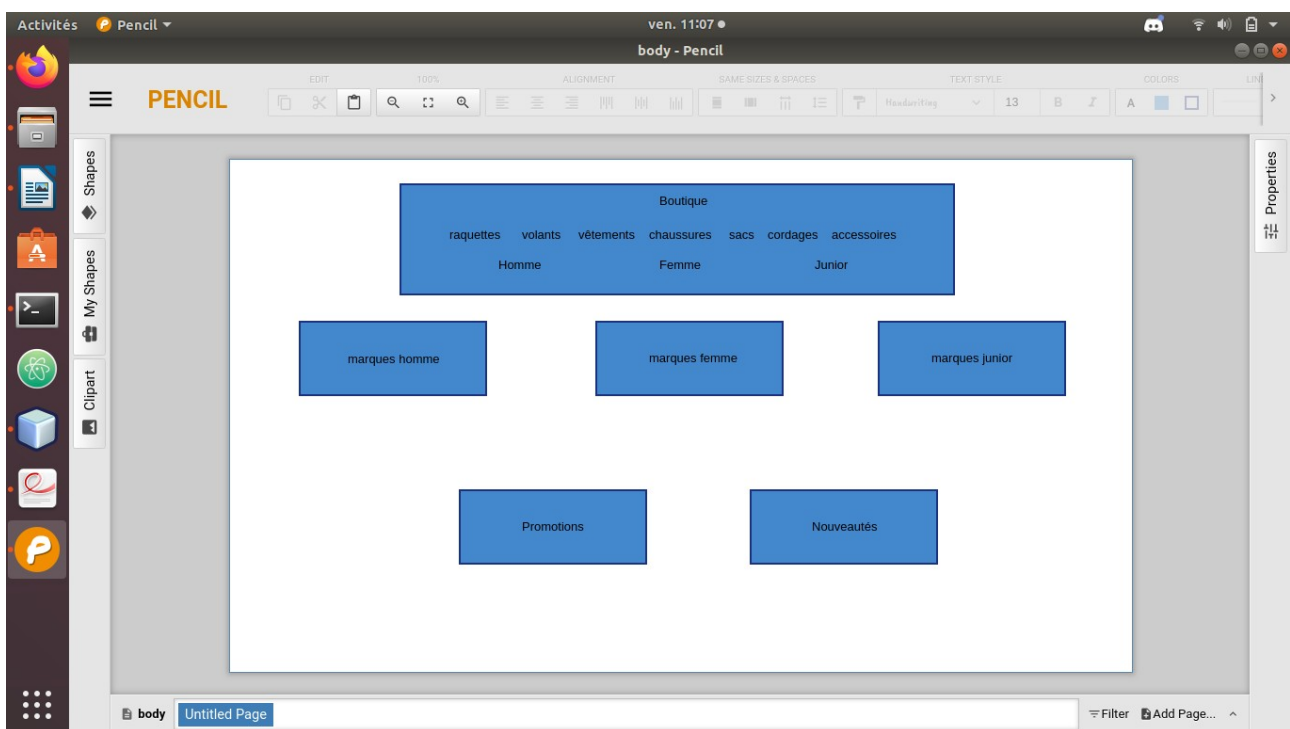 Activités Pencil ven. 11:07
body - Pencil
EDIT 100% ALIGNMENT SAME SIZES & SPACES TEXT STYLE COLORS LIN
PENCIL Handwriting 13 B I A
Shapes
My Shapes
Clipart
Properties
Boutique
raquettes volants vêtements chaussures sacs cordages accessoires
Homme Femme Junior
marques homme marques femme marques junior
Promotions Nouveautés
body Untitled Page Filter Add Page...